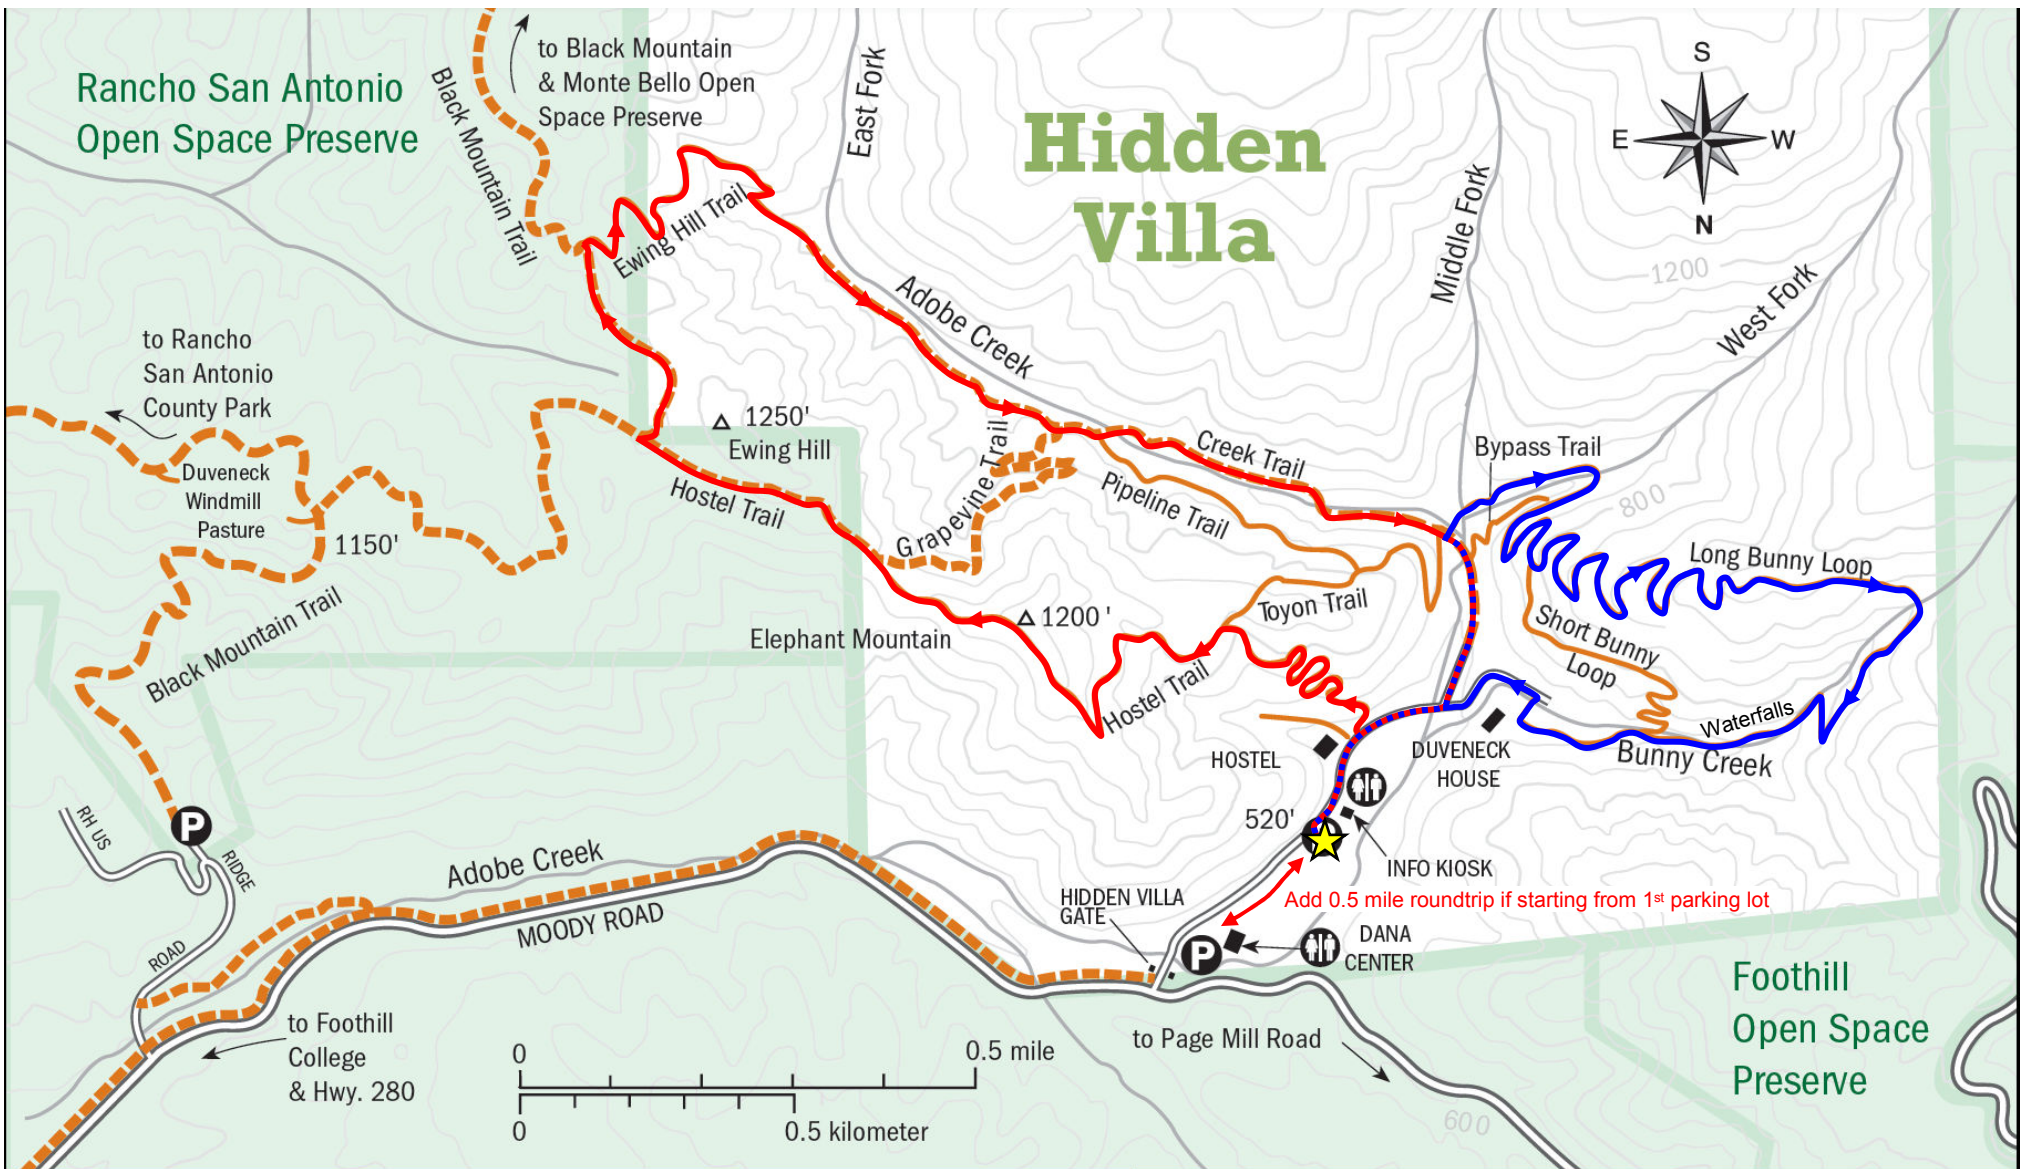 Rancho San Antonio
Open Space Preserve
to Black Mountain
& Monte Bello Open
Space Preserve
Black Mountain Trail
Ewing Hill Trail
East Fork
Hidden
Villa
Middle Fork
S
E
W
N
1200
West Fork
Adobe Creek
to Rancho
San Antonio
County Park
Duveneck
Windmill
Pasture
1150'
Black Mountain Trail
1250'
Ewing Hill
Hostel Trail
Grapevine Trail
Creek Trail
Pipeline Trail
Bypass Trail
800
Long Bunny Loop
Short Bunny
Loop
Toyon Trail
1200 '
Elephant Mountain
Hostel Trail
Waterfalls
Bunny Creek
HOSTEL
DUVENECK
HOUSE
520'
INFO KIOSK
Add 0.5 mile roundtrip if starting from 1st parking lot
HIDDEN VILLA
GATE
P
DANA
CENTER
P
RH US
RIDGE
ROAD
Adobe Creek
MOODY ROAD
to Foothill
College
& Hwy. 280
0
0.5 mile
0
0.5 kilometer
to Page Mill Road
600
Foothill
Open Space
Preserve